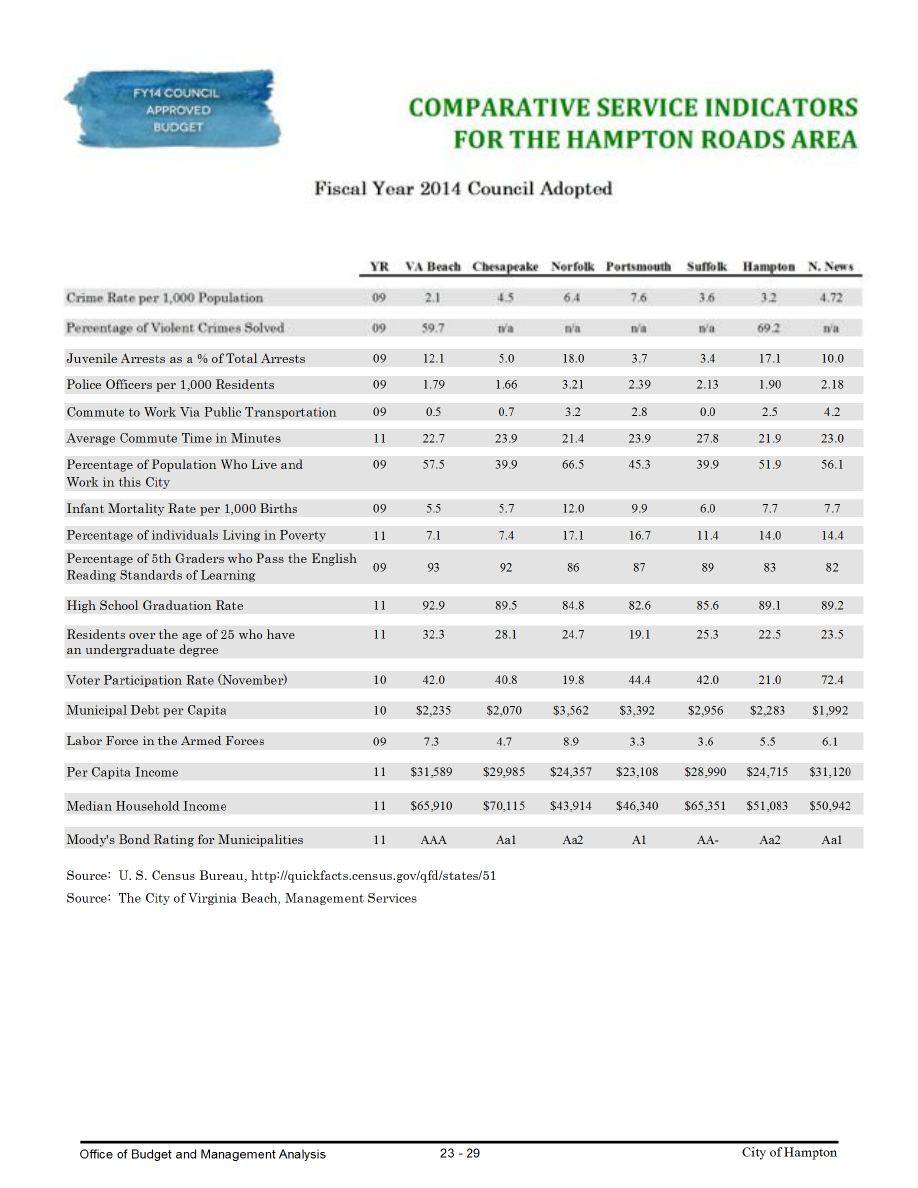 FY14 COUNCIL
APPROVED
BUDGET
COMPARATIVE SERVICE INDICATORS
FOR THE HAMPTON ROADS AREA
Fiscal Year 2014 Council Adopted
YR VA Beach Chesapeake Norfolk Portsmouth Suffolk Hampton N. News
Crime Rate per 1,000 Population 09 2.1 4.5 6.4 7.6 3.6 3.2 4.72
Percentage of Violent Crimes Solved 09 59.7 n/a n/a n/a n/a 69.2 n/a
Juvenile Arrests as a % of Total Arrests 09 12.1 5.0 18.0 3.7 3.4 17.1 10.0
Police Officers per 1,000 Residents 09 1.79 1.66 3.21 2.39 2.13 1.90 2.18
Commute to Work Via Public Transportation 09 0.5 0.7 3.2 2.8 0.0 2.5 4.2
Average Commute Time in Minutes 11 22.7 23.9 21.4 23.9 27.8 21.9 23.0
Percentage of Population Who Live and 09 57.5 39.9 66.5 45.3 39.9 51.9 56.1
Work in this City
Infant Mortality Rate per 1,000 Births 09 5.5 5.7 12.0 9.9 6.0 7.7 7.7
Percentage of individuals Living in Poverty 11 7.1 7.4 17.1 16.7 11.4 14.0 14.4
Percentage of 5th Graders who Pass the English
Reading Standards of Learning 09 93 92 86 87 89 83 82
High School Graduation Rate 11 92.9 89.5 84.8 82.6 85.6 89.1 89.2
Residents over the age of 25 who have 11 32.3 28.1 24.7 19.1 25.3 22.5 23.5
an undergraduate degree
Voter Participation Rate (November) 10 42.0 40.8 19.8 44.4 42.0 21.0 72.4
Municipal Debt per Capita 10 $2,235 $2,070 $3,562 $3,392 $2,956 $2,283 $1,992
Labor Force in the Armed Forces 09 7.3 4.7 8.9 3.3 3.6 5.5 6.1
Per Capita Income 11 $31,589 $29,985 $24,357 $23,108 $28,990 $24,715 $31,120
Median Household Income 11 $65,910 $70,115 $43,914 $46,340 $65,351 $51,083 $50,942
Moody's Bond Rating for Municipalities 11 AAA Aa1 Aa2 A1 AA- Aa2 Aa1
Source: U. S. Census Bureau, http://quickfacts.census.gov/qfd/states/51
Source: The City of Virginia Beach, Management Services
Office of Budget and Management Analysis 23 - 29 City of Hampton